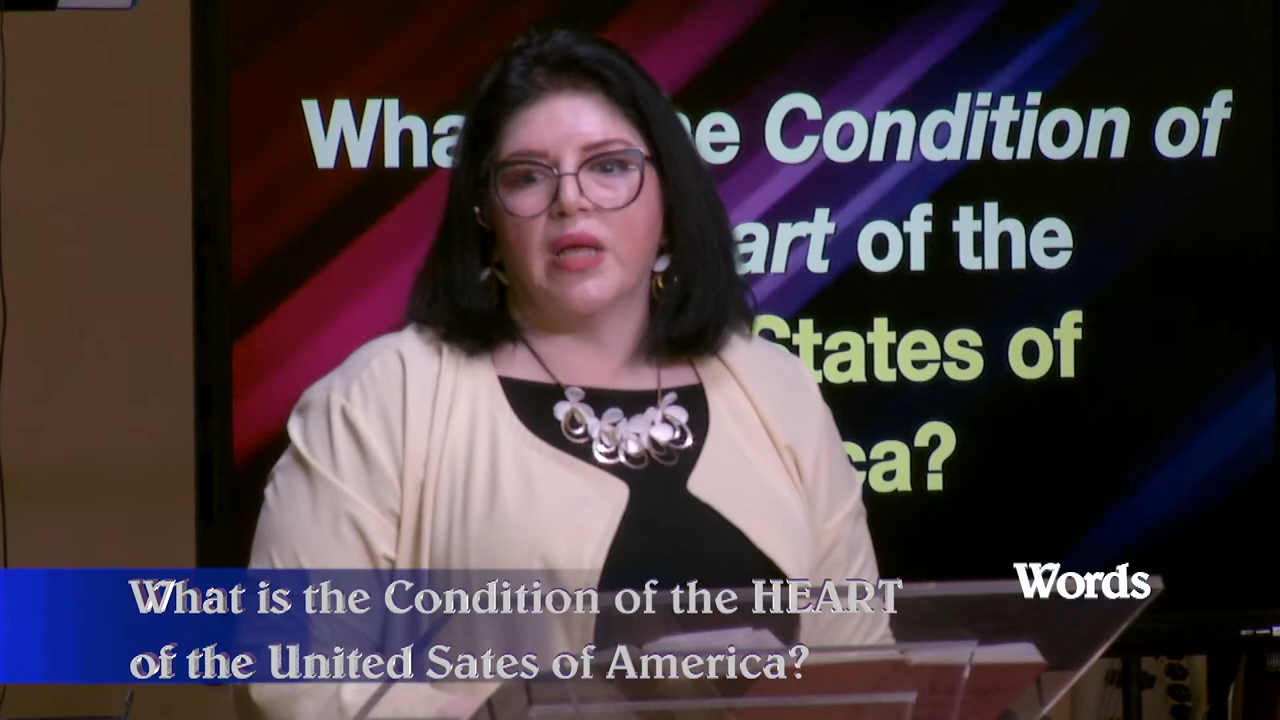 Wha e Condition of
art of the
States of
ca?
Words
What is the Condition of the HEART
of the United Sates of America?